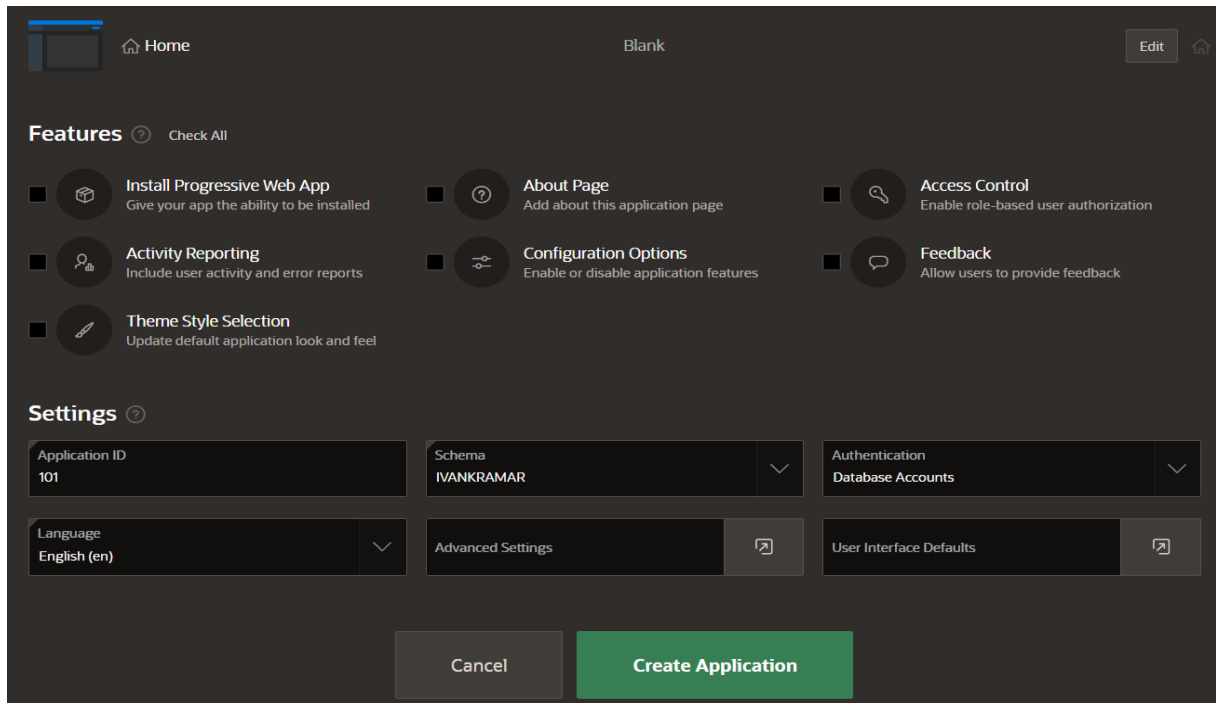 Home
Blank
Edit
Features
Check All
Install Progressive Web App
Give your app the ability to be installed
About Page
Add about this application page
Access Control
Enable role-based user authorization
Activity Reporting
Include user activity and error reports
Configuration Options
Enable or disable application features
Feedback
Allow users to provide feedback
Theme Style Selection
Update default application look and feel
Settings
Application ID
101
Schema
IVANKRAMAR
Authentication
Database Accounts
Language
English (en)
Advanced Settings
User Interface Defaults
Cancel
Create Application